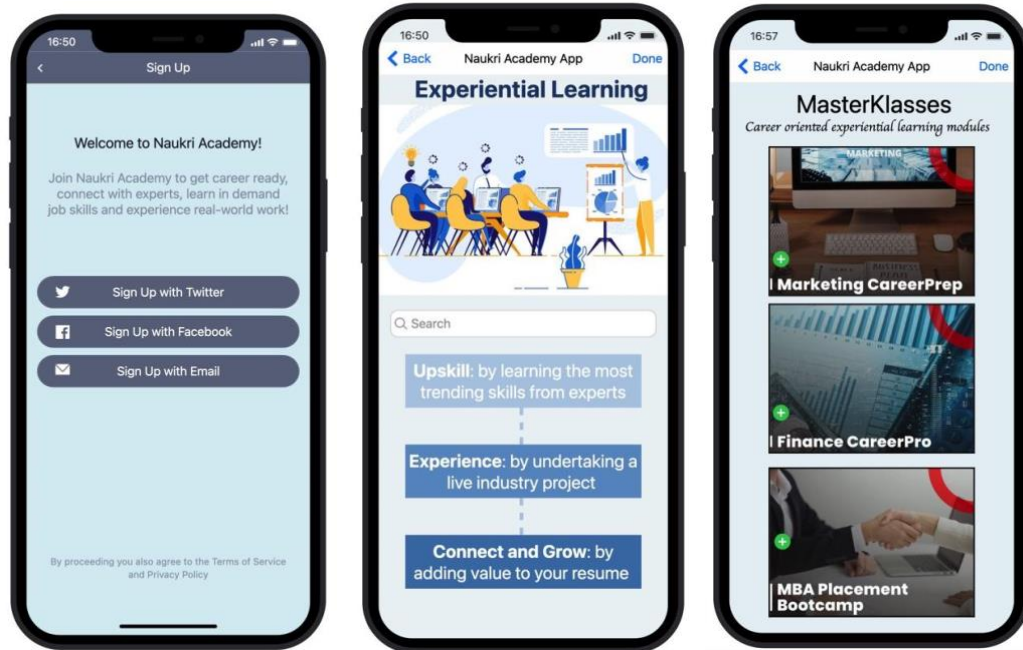 16:50
Sign Up
Welcome to Naukri Academy!
Join Naukri Academy to get career ready,
connect with experts, learn in demand
job skills and experience real-world work!
Sign Up with Twitter
Sign Up with Facebook
Sign Up with Email
By proceeding you also agree to the Terms of Service
and Privacy Policy
16:50
Back Naukri Academy App Done
Experiential Learning
Search
Upskill: by learning the most
trending skills from experts
Experience: by undertaking a
live industry project
Connect and Grow: by
adding value to your resume
16:57
Back Naukri Academy App Done
MasterKlasses
Career oriented experiential learning modules
MARKETING
BUSINESS
Marketing CareerPrep
Finance CareerPro
MBA Placement
Bootcamp